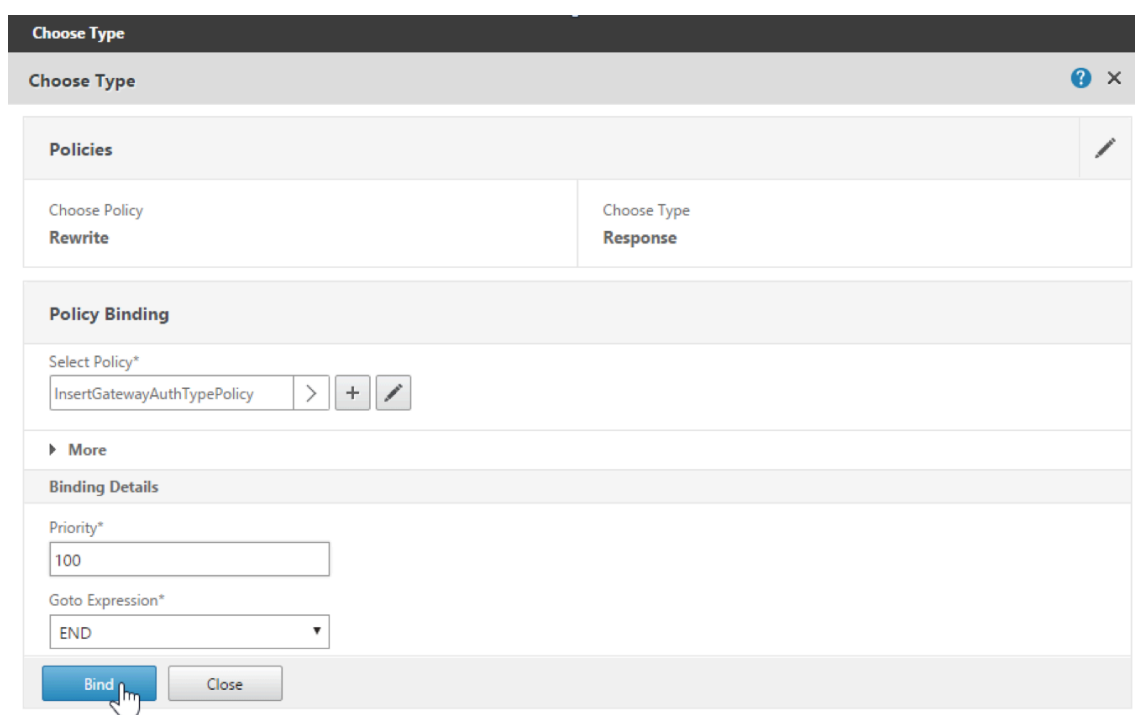 Choose Type
Choose Type
?
Policies
Choose Policy
Rewrite
Choose Type
Response
Policy Binding
Select Policy*
InsertGatewayAuthTypePolicy
More
Binding Details
Priority*
100
Goto Expression*
END
Bind
Close